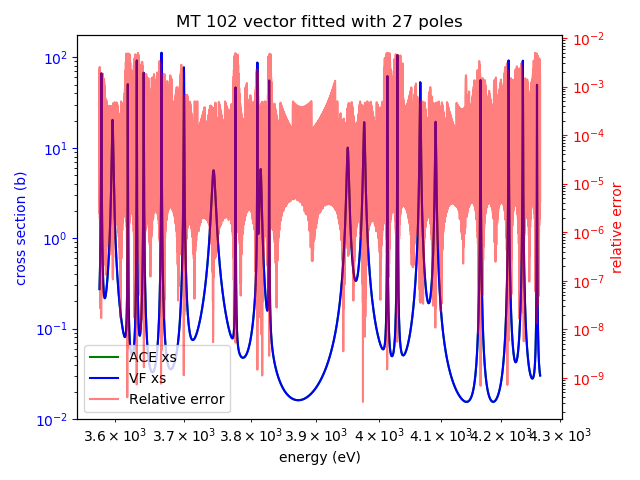 MT 102 vector fitted with 27 poles
10²
10¹
10⁰
10⁻¹
10⁻²
cross section (b)
10⁻²
10⁻³
10⁻⁴
10⁻⁵
10⁻⁶
10⁻⁷
10⁻⁸
10⁻⁹
relative error
ACE xs
VF xs
Relative error
3.6 × 10³ 3.7 × 10³ 3.8 × 10³ 3.9 × 10³ 4 × 10³ 4.1 × 10³ 4.2 × 10³ 4.3 × 10³
energy (eV)